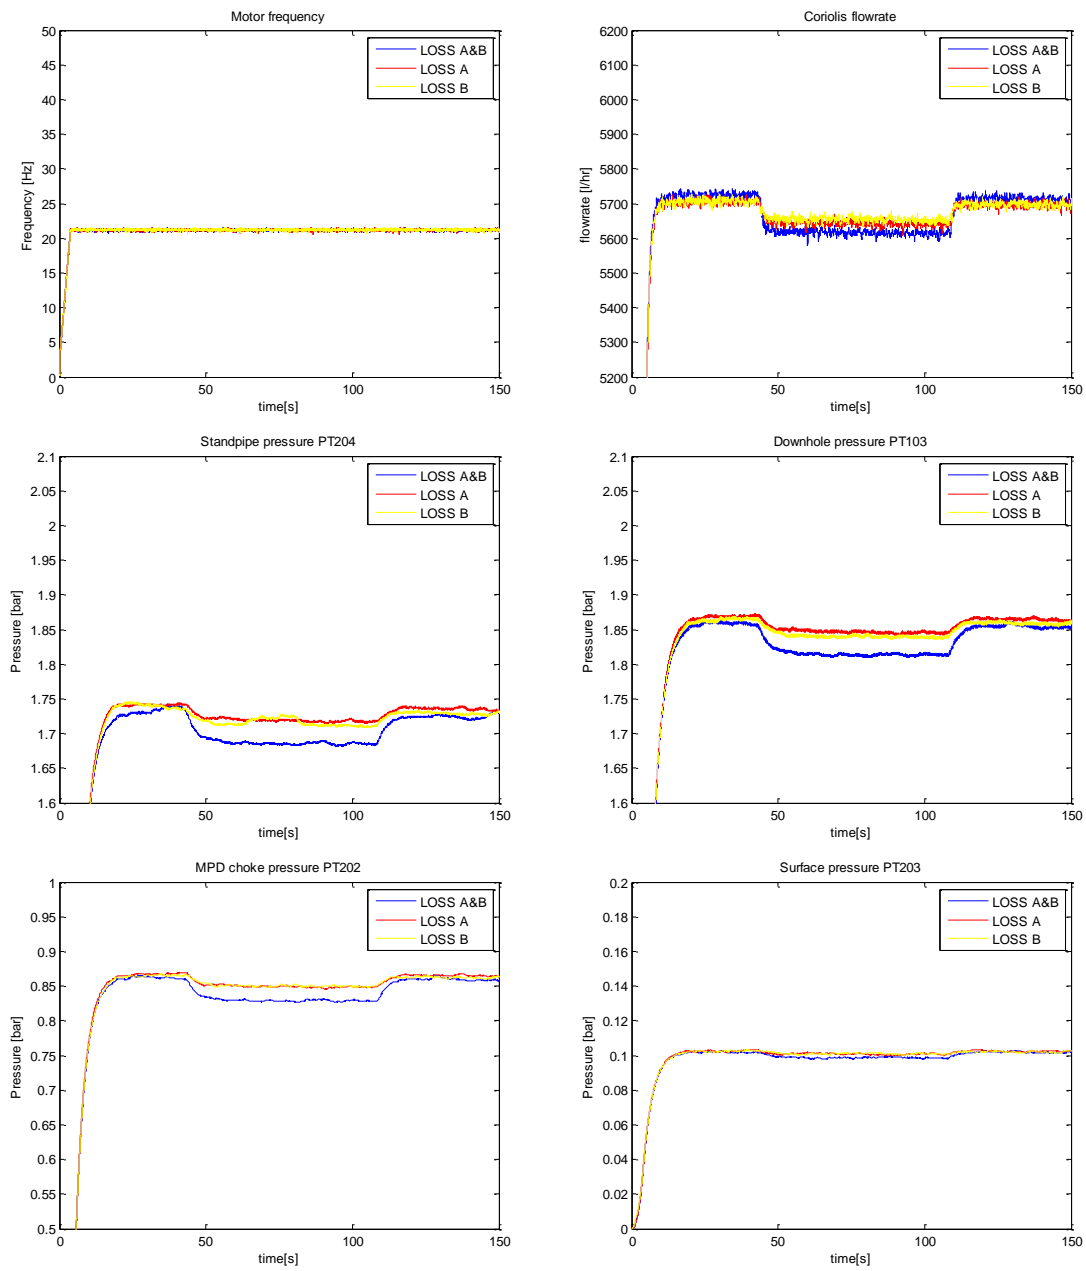 Motor frequency
50
45
40
35
30
25
20
15
10
5
0
Frequency [Hz]
LOSS A&B
LOSS A
LOSS B
0 50 100 150
time[s]
Coriolis flowrate
6200
6100
6000
5900
5800
5700
5600
5500
5400
5300
5200
flowrate [l/hr]
LOSS A&B
LOSS A
LOSS B
0 50 100 150
time[s]
Standpipe pressure PT204
2.1
2.05
2
1.95
1.9
1.85
1.8
1.75
1.7
1.65
1.6
Pressure [bar]
LOSS A&B
LOSS A
LOSS B
0 50 100 150
time[s]
Downhole pressure PT103
2.1
2.05
2
1.95
1.9
1.85
1.8
1.75
1.7
1.65
1.6
Pressure [bar]
LOSS A&B
LOSS A
LOSS B
0 50 100 150
time[s]
MPD choke pressure PT202
1
0.95
0.9
0.85
0.8
0.75
0.7
0.65
0.6
0.55
0.5
Pressure [bar]
LOSS A&B
LOSS A
LOSS B
0 50 100 150
time[s]
Surface pressure PT203
0.2
0.18
0.16
0.14
0.12
0.1
0.08
0.06
0.04
0.02
0
Pressure [bar]
LOSS A&B
LOSS A
LOSS B
0 50 100 150
time[s]